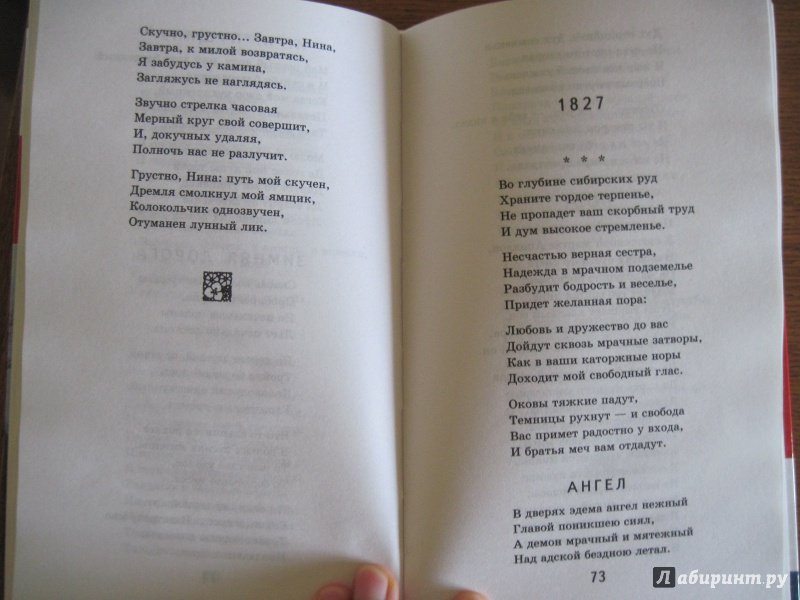 Скучно, грустно... Завтра, Нина,
Завтра, к милой возвратясь,
Я забудусь у камина,
Загляжусь не наглядясь.
Звучно стрелка часовая
Мерный круг свой совершит,
И, докучных удаляя,
Полночь нас не разлучит.
Грустно, Нина: путь мой скучен,
Дремля смолкнул мой ямщик,
Колокольчик однозвучен,
Отуманен лунный лик.
1827
* * *
Во глубине сибирских руд
Храните гордое терпенье,
Не пропадет ваш скорбный труд
И дум высокое стремленье.
Несчастью верная сестра,
Надежда в мрачном подземелье
Разбудит бодрость и веселье,
Придет желанная пора:
Любовь и дружество до вас
Дойдут сквозь мрачные затворы,
Как в ваши каторжные норы
Доходит мой свободный глас.
Оковы тяжкие падут,
Темницы рухнут — и свобода
Вас примет радостно у входа,
И братья меч вам отдадут.
АНГЕЛ
В дверях эдема ангел нежный
Главой поникшею сиял,
А демон мрачный и мятежный
Над адской бездною летал.
73
Лабиринт.ру